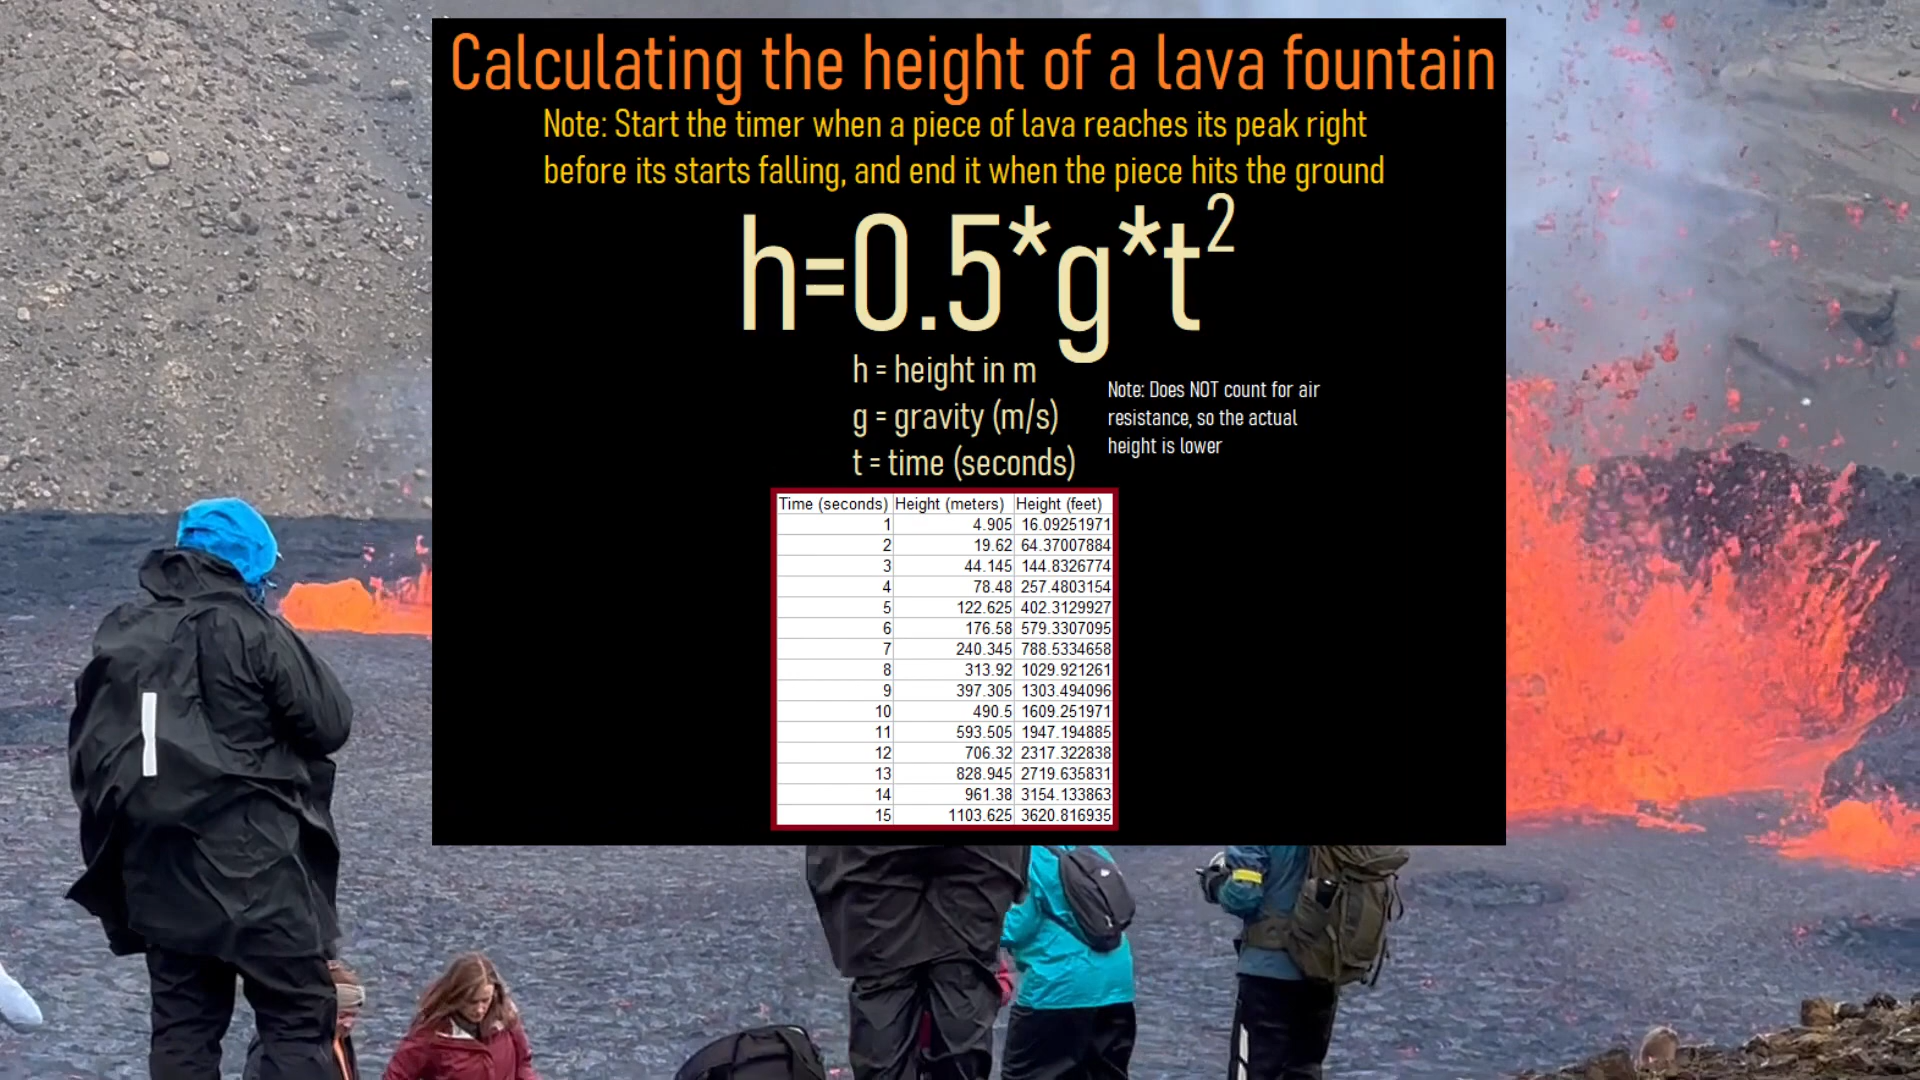 Calculating the height of a lava fountain
Note: Start the timer when a piece of lava reaches its peak right
before its starts falling, and end it when the piece hits the ground
h=0.5*g*t²
h = height in m
g = gravity (m/s)
t = time (seconds)
Note: Does NOT count for air
resistance, so the actual
height is lower
Time (seconds) Height (meters) Height (feet)
1 4.905 16.09251971
2 19.62 64.37007884
3 44.145 144.8326774
4 78.48 257.4803154
5 122.625 402.3129927
6 176.58 579.3307095
7 240.345 788.5334658
8 313.92 1029.921261
9 397.305 1303.494096
10 490.5 1609.251971
11 593.505 1947.194885
12 706.32 2317.322838
13 828.945 2719.635831
14 961.38 3154.133863
15 1103.625 3620.816935